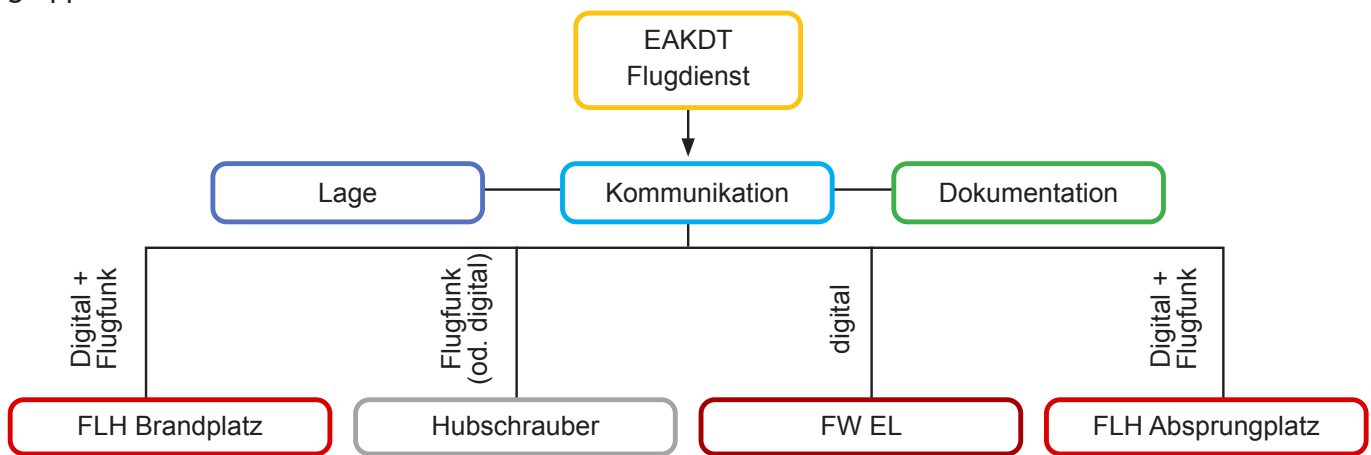 EAKDT
Flugdienst
Lage
Kommunikation
Dokumentation
Digital +
Flugfunk
Flugfunk
(od. digital)
digital
Digital +
Flugfunk
FLH Brandplatz
Hubschrauber
FW EL
FLH Absprungplatz